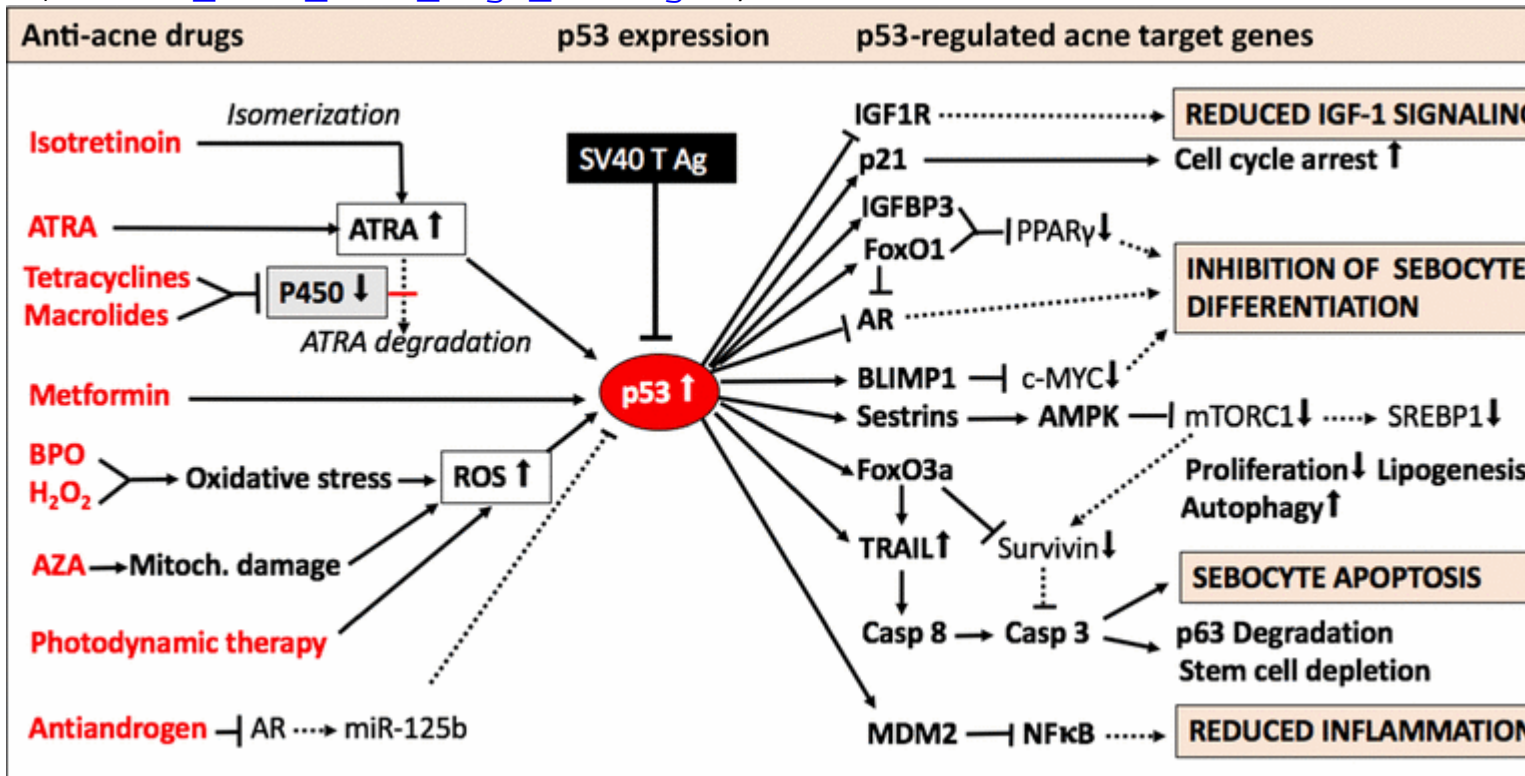 Anti-acne drugs
p53 expression
p53-regulated acne target genes
Isomerization
Isotretinoin
ATRA
ATRA ↑
Tetracyclines
Macrolides
P450 ↓
ATRA degradation
Metformin
BPO
H₂O₂
Oxidative stress
ROS ↑
AZA
Mitoch. damage
Photodynamic therapy
Antiandrogen
AR
miR-125b
SV40 T Ag
p53 ↑
IGF1R
REDUCED IGF-1 SIGNALING
p21
Cell cycle arrest ↑
IGFBP3
FoxO1
PPARγ↓
AR
INHIBITION OF SEBOCYTE
DIFFERENTIATION
BLIMP1
c-MYC↓
Sestrins
AMPK
mTORC1↓
SREBP1↓
Proliferation↓ Lipogenesis
Autophagy↑
FoxO3a
TRAIL↑
Survivin↓
SEBOCYTE APOPTOSIS
Casp 8
Casp 3
p63 Degradation
Stem cell depletion
MDM2
NFκB
REDUCED INFLAMMATION